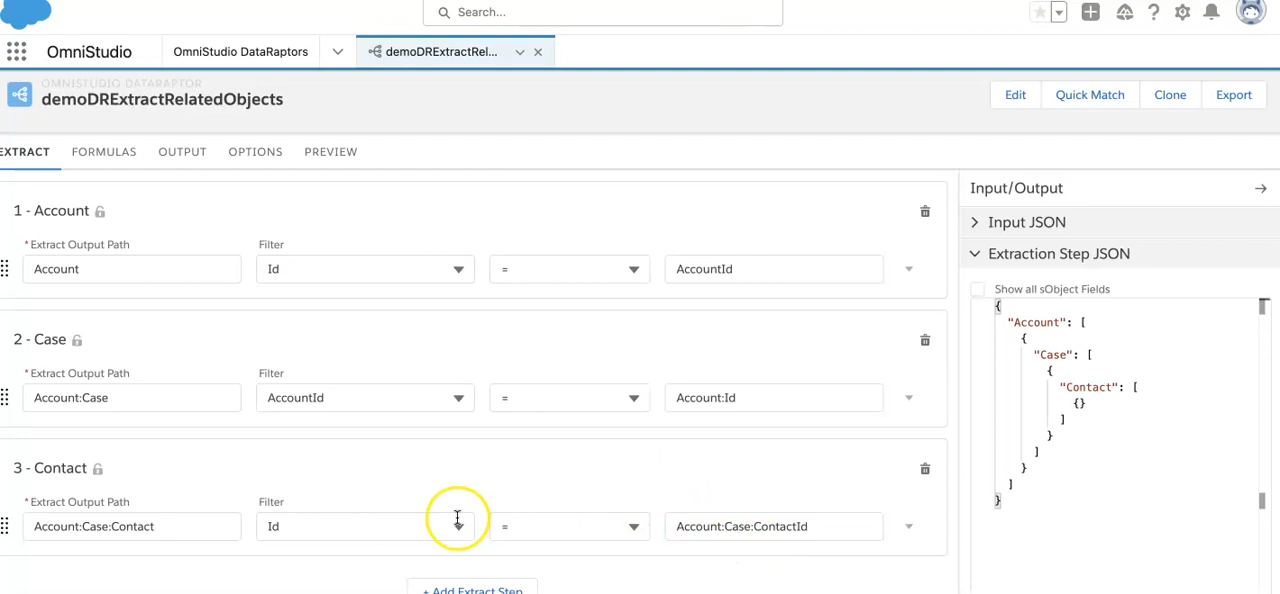 Search...
OmniStudio
OmniStudio DataRaptors
demoDRExtractRel...
OMNISTUDIO DATARAPTOR
demoDRExtractRelatedObjects
Edit
Quick Match
Clone
Export
EXTRACT
FORMULAS
OUTPUT
OPTIONS
PREVIEW
1 - Account
*Extract Output Path
Filter
Account
Id
=
AccountId
2 - Case
*Extract Output Path
Filter
Account:Case
AccountId
=
Account:Id
3 - Contact
*Extract Output Path
Filter
Account:Case:Contact
Id
=
Account:Case:ContactId
+ Add Extract Step
Input/Output
Input JSON
Extraction Step JSON
Show all sObject Fields
{
"Account": [
{
"Case": [
{
"Contact": [
{}
]
}
]
}
]
}